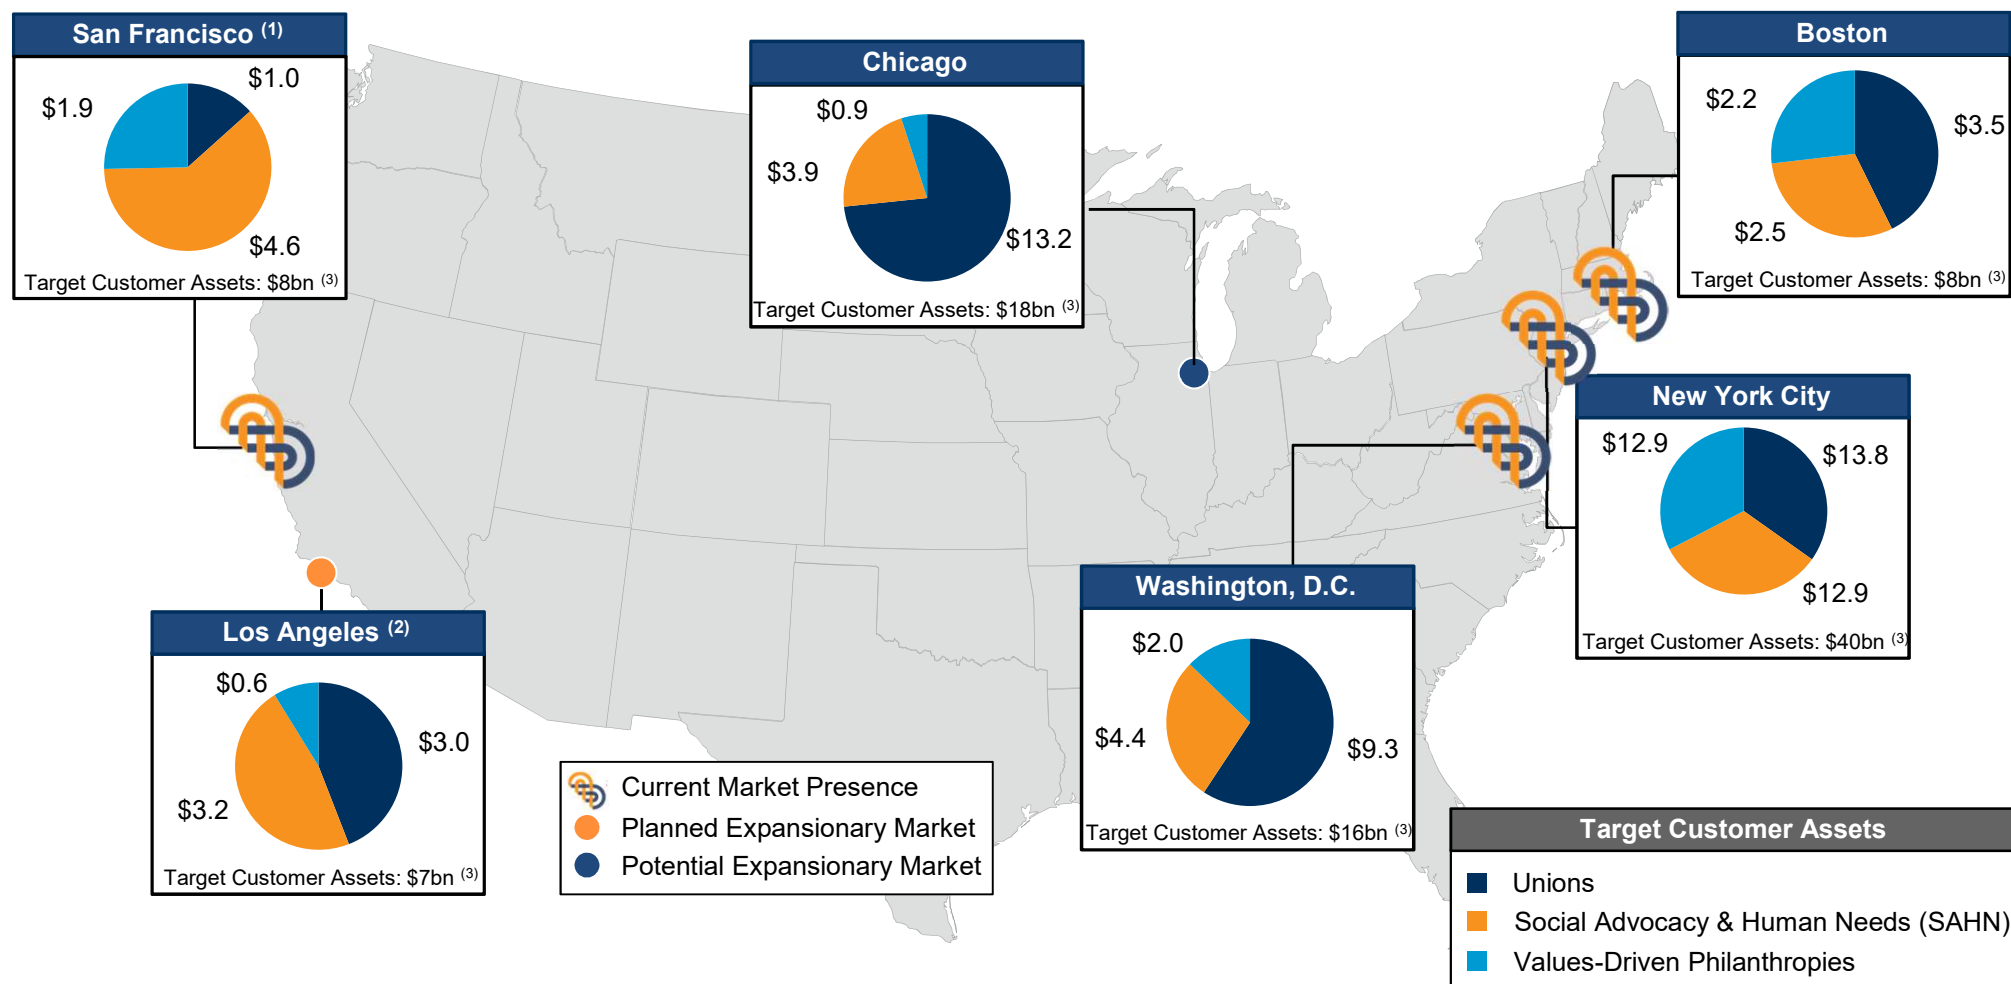 San Francisco (1)
$1.0
$1.9
$4.6
Target Customer Assets: $8bn (3)
Chicago
$0.9
$3.9
$13.2
Target Customer Assets: $18bn (3)
Boston
$2.2
$3.5
$2.5
Target Customer Assets: $8bn (3)
New York City
$12.9
$13.8
$12.9
Target Customer Assets: $40bn (3)
Washington, D.C.
$2.0
$4.4
$9.3
Target Customer Assets: $16bn (3)
Los Angeles (2)
$0.6
$3.0
$3.2
Target Customer Assets: $7bn (3)
Current Market Presence
Planned Expansionary Market
Potential Expansionary Market
Target Customer Assets
Unions
Social Advocacy & Human Needs (SAHN)
Values-Driven Philanthropies